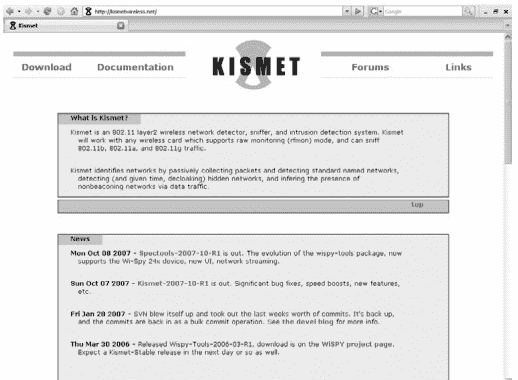 http://kismetwireless.net/
Google
Kismet
Download
Documentation
KISMET
Forums
Links
What is Kismet?
Kismet is an 802.11 layer2 wireless network detector, sniffer, and intrusion detection system. Kismet
will work with any wireless card which supports raw monitoring (rfmon) mode, and can sniff
802.11b, 802.11a, and 802.11g traffic.
Kismet identifies networks by passively collecting packets and detecting standard named networks,
detecting (and given time, decloaking) hidden networks, and infering the presence of
nonbeaconing networks via data traffic.
top
News
Mon Oct 08 2007 - Spectools-2007-10-R1 is out. The evolution of the wispy-tools package, now
supports the Wi-Spy 24x device, new UI, network streaming.
Sun Oct 07 2007 - Kismet-2007-10-R1 is out. Significant bug fixes, speed boosts, new features,
etc.
Fri Jan 28 2007 - SVN blew itself up and took out the last weeks worth of commits. It's back up,
and the commits are back in as a bulk commit operation. See the devel blog for more info.
Thu Mar 30 2006 - Released Wispy-Tools-2006-03-R1, download is on the WiSPY project page.
Expect a Kismet-Stable release in the next day or so as well.